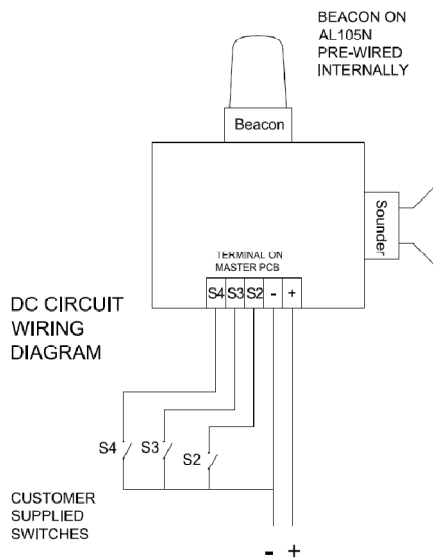 BEACON ON
AL105N
PRE-WIRED
INTERNALLY
Beacon
Sounder
TERMINAL ON
MASTER PCB
S4 S3 S2 - +
DC CIRCUIT
WIRING
DIAGRAM
S4 S3 S2
CUSTOMER
SUPPLIED
SWITCHES
- +